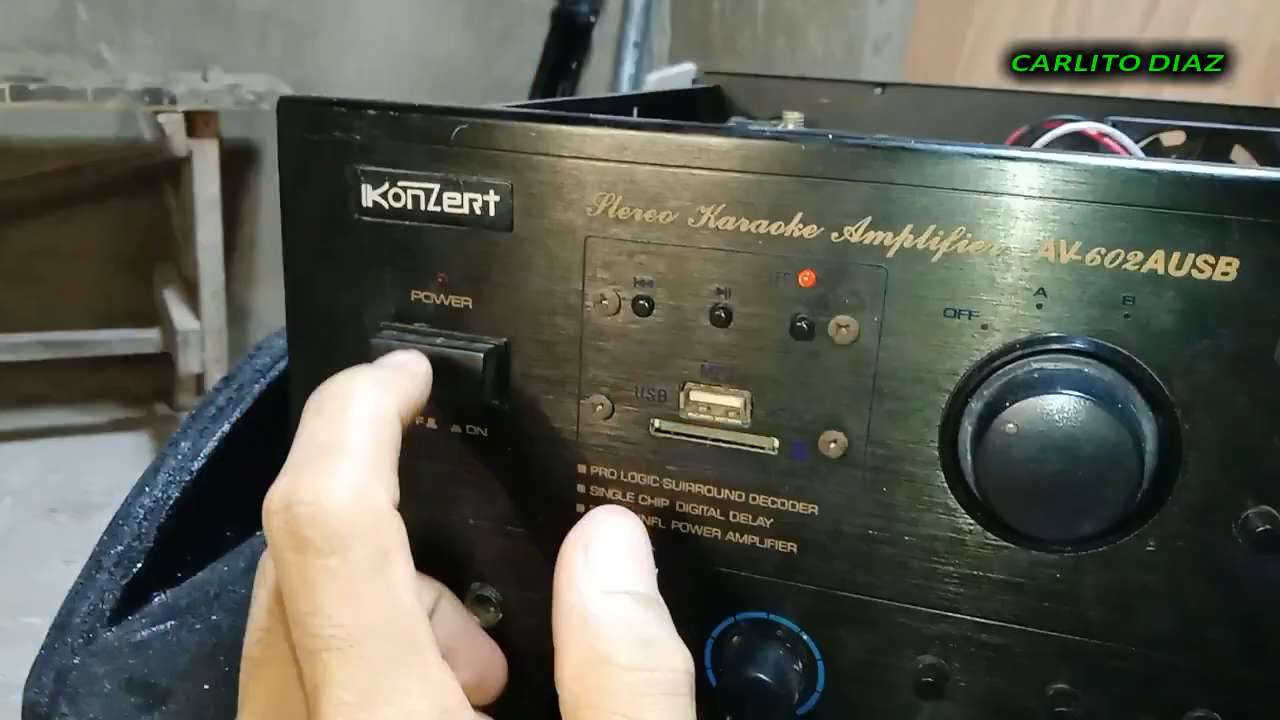 CARLITO DIAZ
KonZert
Stereo Karaoke Amplifier AV-602AUSB
POWER
OFF A B
USB
ON
PRO LOGIC SUIRROUND DECODER
SINGLE CHIP DIGITAL DELAY
POWER AMPLIFIER